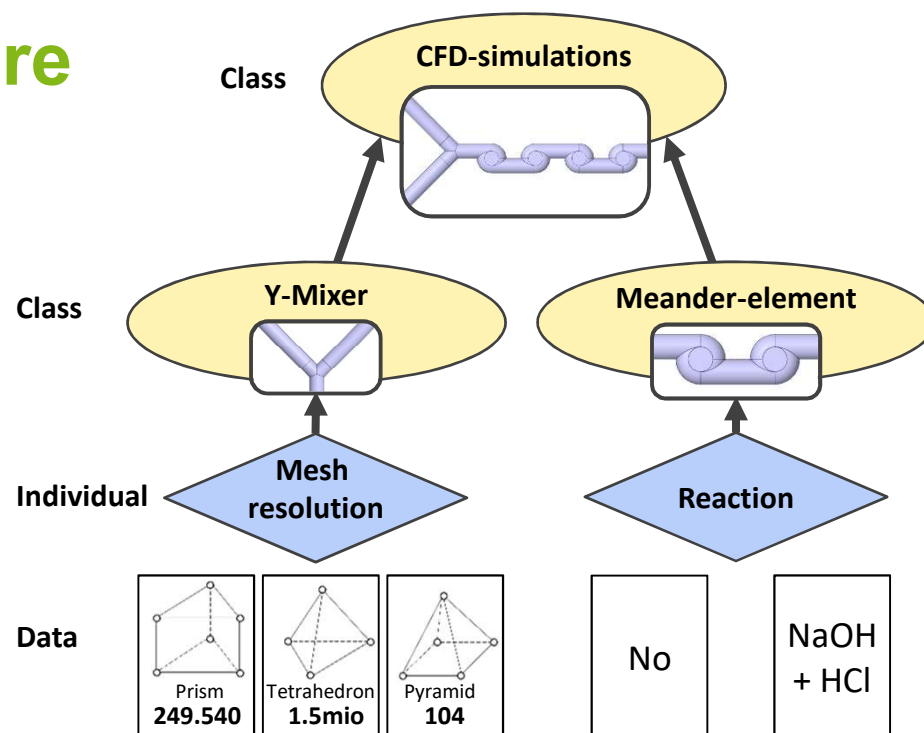 re
CFD-simulations
Class
Class
Y-Mixer
Meander-element
Individual
Mesh
resolution
Reaction
Data
Prism
249.540
Tetrahedron
1.5mio
Pyramid
104
No
NaOH
+ HCl